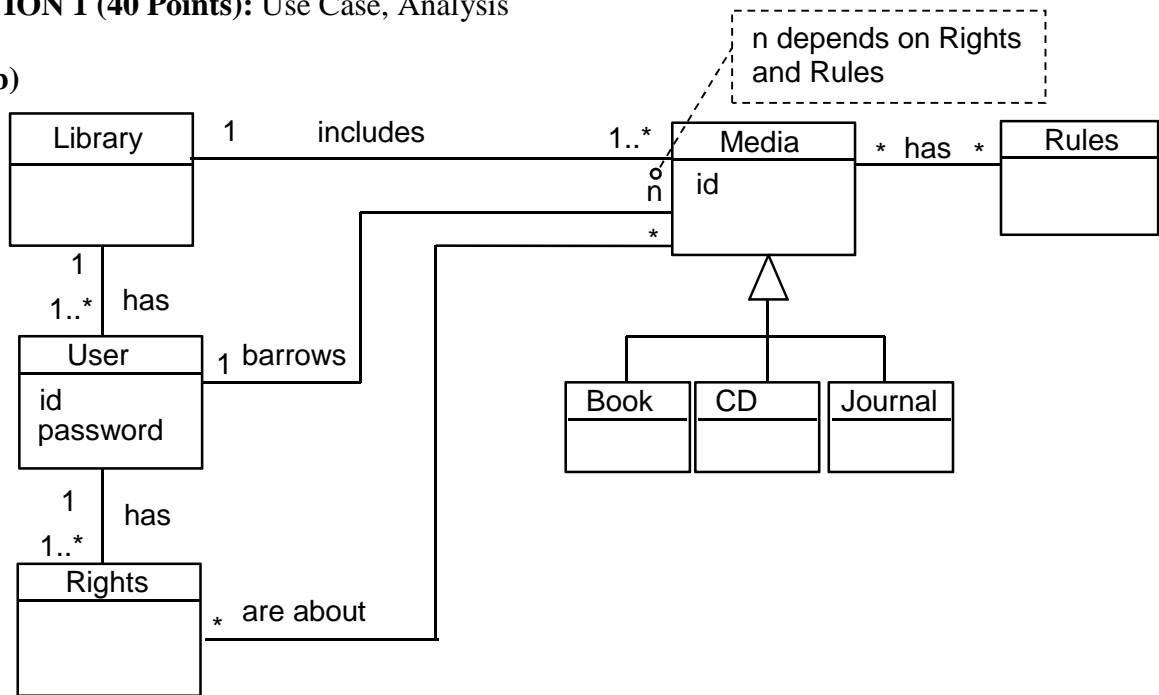 ION 1 (40 Points): Use Case, Analysis
n depends on Rights
and Rules
)
Library
1
includes
1..*
Media
* has *
Rules
n
id
*
1
1..*
has
User
1
barrows
id
password
Book
CD
Journal
1
has
1..*
Rights
*
are about